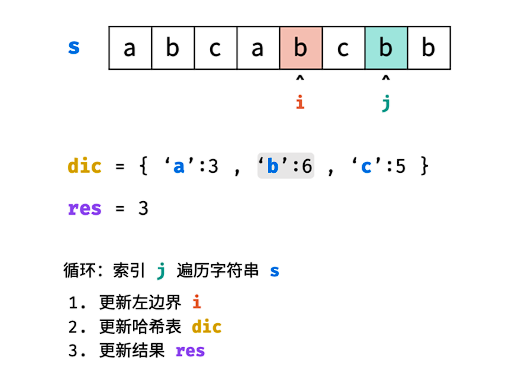 s a b c a b c b b
^ ^
i j
dic = { ‘a’:3 , ‘b’:6 , ‘c’:5 }
res = 3
循环: 索引 j 遍历字符串 s
1. 更新左边界 i
2. 更新哈希表 dic
3. 更新结果 res